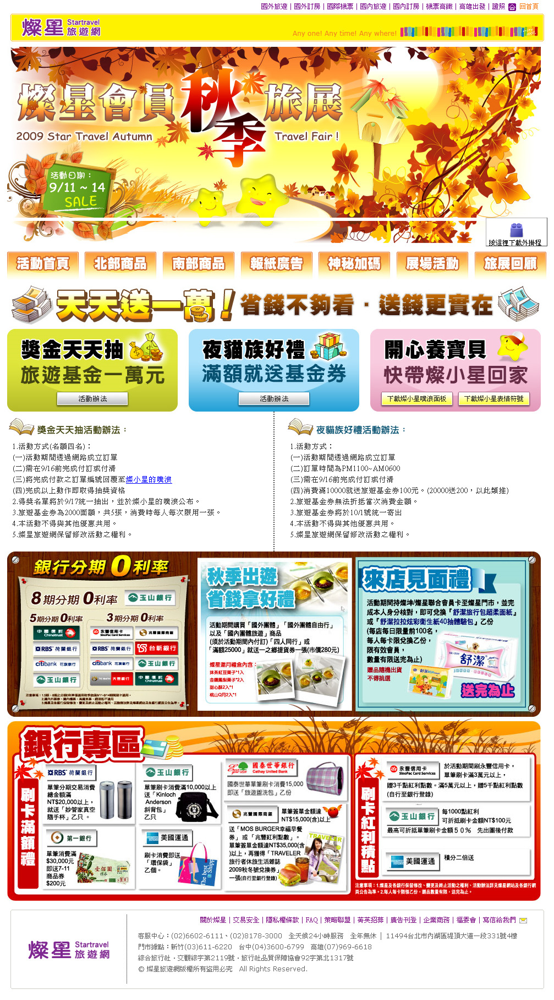 國外旅遊 | 國外訂房 | 國際機票 | 國內旅遊 | 國內訂房 | 機票高鐵 | 高雄出發 | 證照 回首頁
燦星 Startravel 旅遊網
Any one! Any time! Any where!
燦星會員秋季旅展
2009 Star Travel Autumn Travel Fair !
活動日期：
9/11 ~ 14
SALE
按這裡下載外掛程
活動首頁 北部商品 南部商品 報紙廣告 神秘加碼 展場活動 旅展回顧
天天送一萬！省錢不夠看‧送錢更實在
獎金天天抽
旅遊基金一萬元
活動辦法
夜貓族好禮
滿額就送基金券
活動辦法
開心養寶貝
快帶燦小星回家
下載燦小星噗浪面板 下載燦小星表情符號
獎金天天抽活動辦法：
1.活動方式(名額四名)：
(一)活動期間透過網路成立訂單
(二)需在9/16前完成付訂或付清
(三)將完成付款之訂單編號回覆至燦小星的噗浪
(四)完成以上動作即取得抽獎資格
2.得獎名單將於9/17統一抽出，並於燦小星的噗浪公布。
3.旅遊基金券為2000面額，共5張，消費時每人每次限用一張。
4.本活動不得與其他優惠共用。
5.燦星旅遊網保留修改活動之權利。
夜貓族好禮活動辦法：
1.活動方式：
(一)活動期間透過網路成立訂單
(二)訂單時間為PM1100~AM0600
(三)需在9/16前完成付訂或付清
(四)消費滿10000就送旅遊基金券100元。(20000送200，以此類推)
2.旅遊基金券無法折抵當次消費金額。
3.旅遊基金券將於10/1號統一寄出
4.本活動不得與其他優惠共用。
5.燦星旅遊網保留修改活動之權利。
銀行分期0利率
8期分期0利率 玉山銀行
5期分期0利率 3期分期0利率
中國信託 Chinatrust 永豐信用卡 SinoPac Card Services 兆豐國際商銀
RBS 荷蘭銀行 RBS 荷蘭銀行 台新銀行
citibank 花旗銀行 citibank 花旗銀行 玉山銀行
玉山銀行 大眾銀行 中國信託 Chinatrust
秋季出遊
省錢拿好禮
活動期間購買「國外團體」「國外團體自由行」
以及「國內團體旅遊」商品
(須於活動期間內付訂)「四人同行」或
「滿額25000」就送一之鄉提貨券一張(市價280元)
燦星邀月禮盒內含：
抹茶紅豆栗子*1入
金鑽鳳梨栗子*2入
甜心酥2入*1
桃山Q月2入*1
來店見面禮
活動期間持燦坤/燦星聯合會員卡至燦星門市，並完
成本人身分核對，即可兌換『舒潔旅行包超柔面紙』
或『舒潔拉拉炫彩衛生紙40抽體驗包』乙份
(每店每日限量前100名，
每人每卡限兌換乙份，
限有效會員，
數量有限送完為止)
贈品隨機出貨
不得挑選
舒潔
送完為止
銀行專區
刷卡滿額禮
RBS 荷蘭銀行
單筆分期交易消費
總金額滿
NT$20,000以上，
就送「妙管家真空
隨手杯」乙只 。
玉山銀行
單筆刷卡消費滿10,000以上
送「Kinloch
Anderson
斜背包」
乙只
國泰世華銀行
Cathay United Bank
國泰世華單筆刷卡消費15,000
即送「旅遊盥洗包」乙份
第一銀行
單筆消費滿
$30,000元
即送7-11
商品券
$200元
壹佰圓
$100
美國運通
刷卡消費即送
「環保袋」
乙個。
兆豐國際商銀
單筆簽單金額達
NT$15,000(含)以上
送「MOS BURGER幸福早餐
券」 或 「兆豐紅利點數」。
單筆簽單金額達NT$35,000(含
)以上，再獲得「TRAVELER
旅行者休旅生活雜誌
2009秋冬號兌換券」
一張(自行至銀行登錄)
TRAVELER
刷卡紅利積點
永豐信用卡
SinoPac Card Services
於活動期間刷永豐信用卡，
單筆刷卡滿3萬元以上，
贈3千點紅利點數。滿5萬元以上，贈5千點紅利點數
(自行至銀行登錄)
玉山銀行
每1000點紅利
可折抵刷卡金額NT$100元
最高可折抵單筆刷卡金額５０％ 先出團後付款
美國運通
積分二倍送
注意事項：1.燦星及各銀行保留修改、變更及終止活動之權利、活動辦法詳見燦星網站及各銀行網
頁公告為準。2.每人每卡限領乙份，贈品數量有限，送完為止。
關於燦星 | 交易安全 | 隱私權條款 | FAQ | 策略聯盟 | 菁英招募 | 廣告刊登 | 企業商務 | 福委會 | 寫信給我們
燦星 Startravel 旅遊網
客服中心：(02)6602-6111、(02)8178-3000 全天候24小時服務 全年無休 │ 11494台北市內湖區堤頂大道一段331號4樓
門市據點：新竹(03)611-6220 台中(04)3600-6799 高雄(07)969-6618
綜合旅行社‧交觀綜字第2119號‧旅行社品質保障協會92字第北1317號
© 燦星旅遊網版權所有盜用必究 All Rights Reserved.